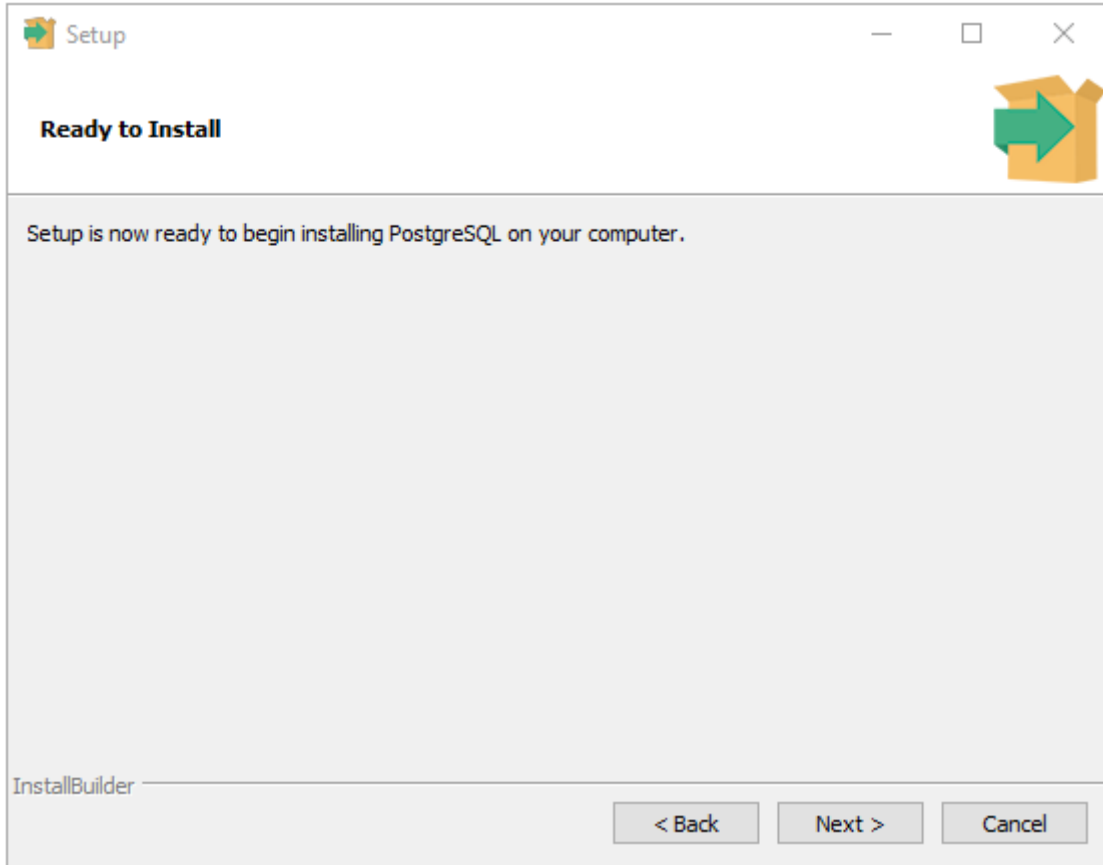 Setup
Ready to Install
Setup is now ready to begin installing PostgreSQL on your computer.
InstallBuilder
< Back
Next >
Cancel